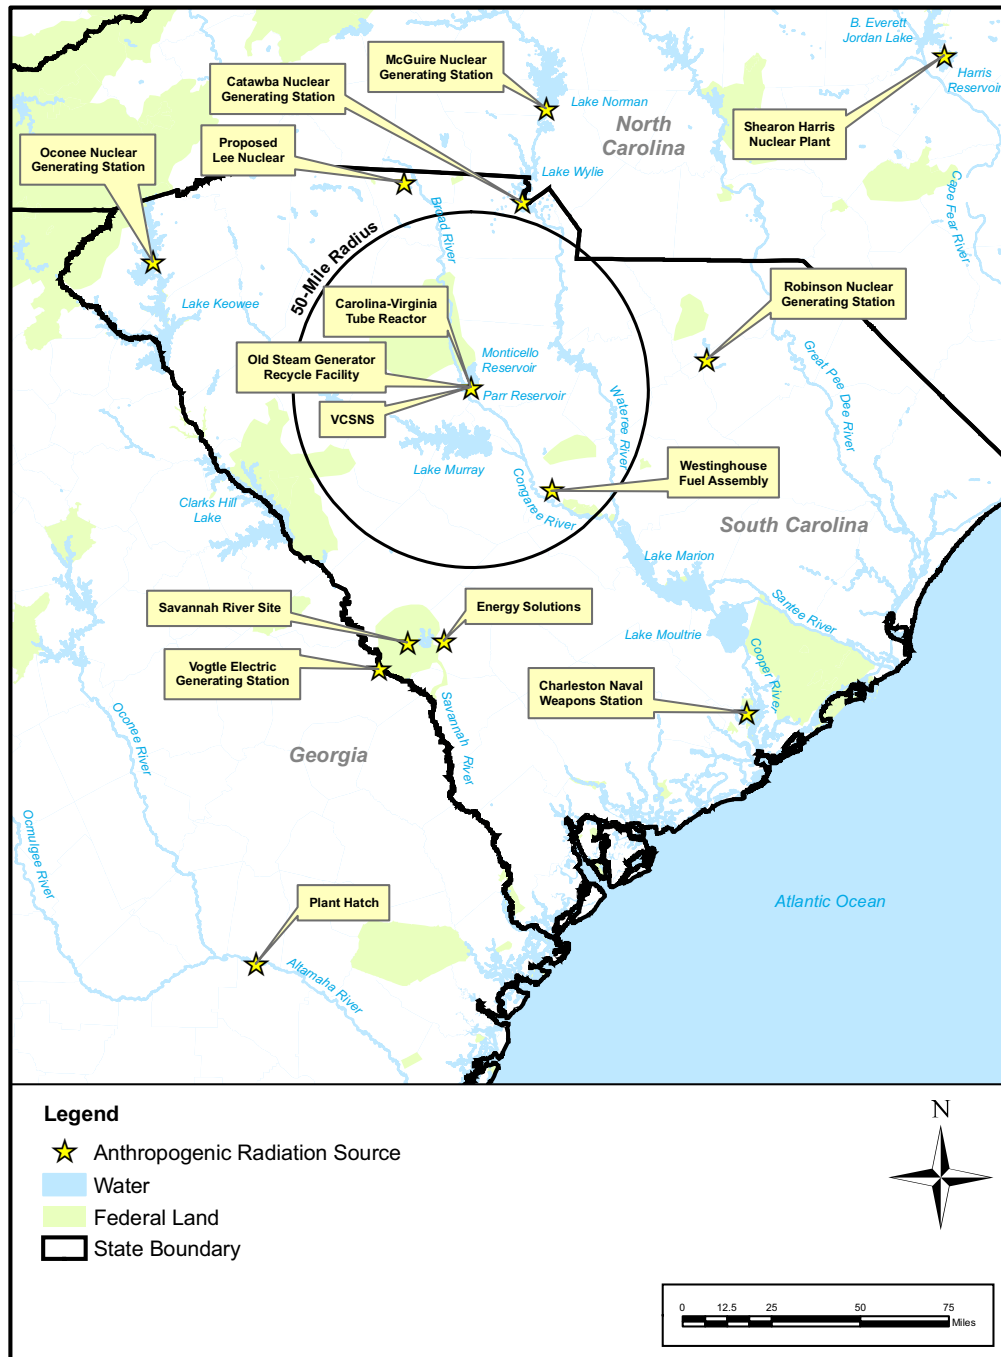 B. Everett
Jordan Lake
McGuire Nuclear
Generating Station
Harris
Reservoir
Catawba Nuclear
Generating Station
Lake Norman
North
Carolina
Shearon Harris
Nuclear Plant
Proposed
Lee Nuclear
Oconee Nuclear
Generating Station
Lake Wylie
Cape Fear River
Broad River
50-Mile Radius
Lake Keowee
Carolina-Virginia
Tube Reactor
Robinson Nuclear
Generating Station
Monticello
Reservoir
Old Steam Generator
Recycle Facility
Parr Reservoir
VCSNS
Great Pee Dee River
Wateree River
Lake Murray
Westinghouse
Fuel Assembly
Congaree River
Clarks Hill
Lake
South Carolina
Lake Marion
Savannah River Site
Energy Solutions
Santee River
Lake Moultrie
Vogtle Electric
Generating Station
Cooper River
Charleston Naval
Weapons Station
Savannah River
Oconee River
Georgia
Ocmulgee River
Plant Hatch
Atlantic Ocean
Altamaha River
Legend
Anthropogenic Radiation Source
Water
Federal Land
State Boundary
N
0 12.5 25 50 75
Miles